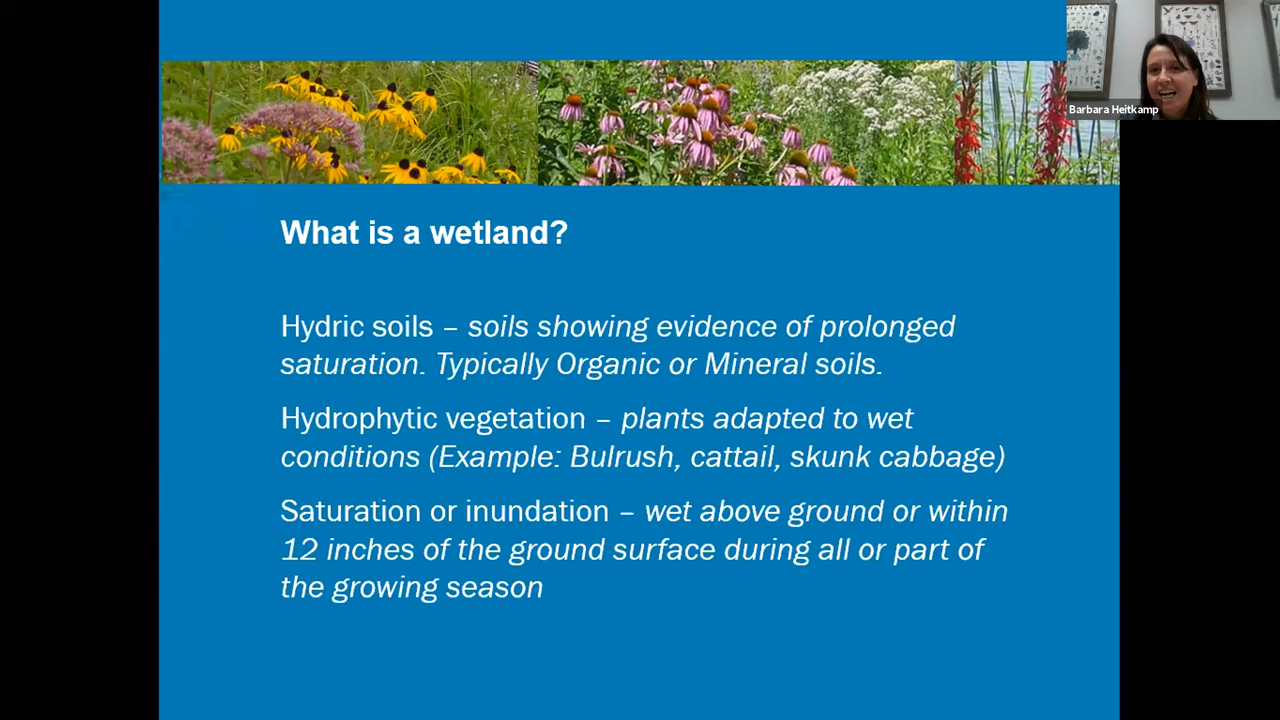 Barbara Heitkamp
What is a wetland?
Hydric soils – soils showing evidence of prolonged
saturation. Typically Organic or Mineral soils.
Hydrophytic vegetation – plants adapted to wet
conditions (Example: Bulrush, cattail, skunk cabbage)
Saturation or inundation – wet above ground or within
12 inches of the ground surface during all or part of
the growing season